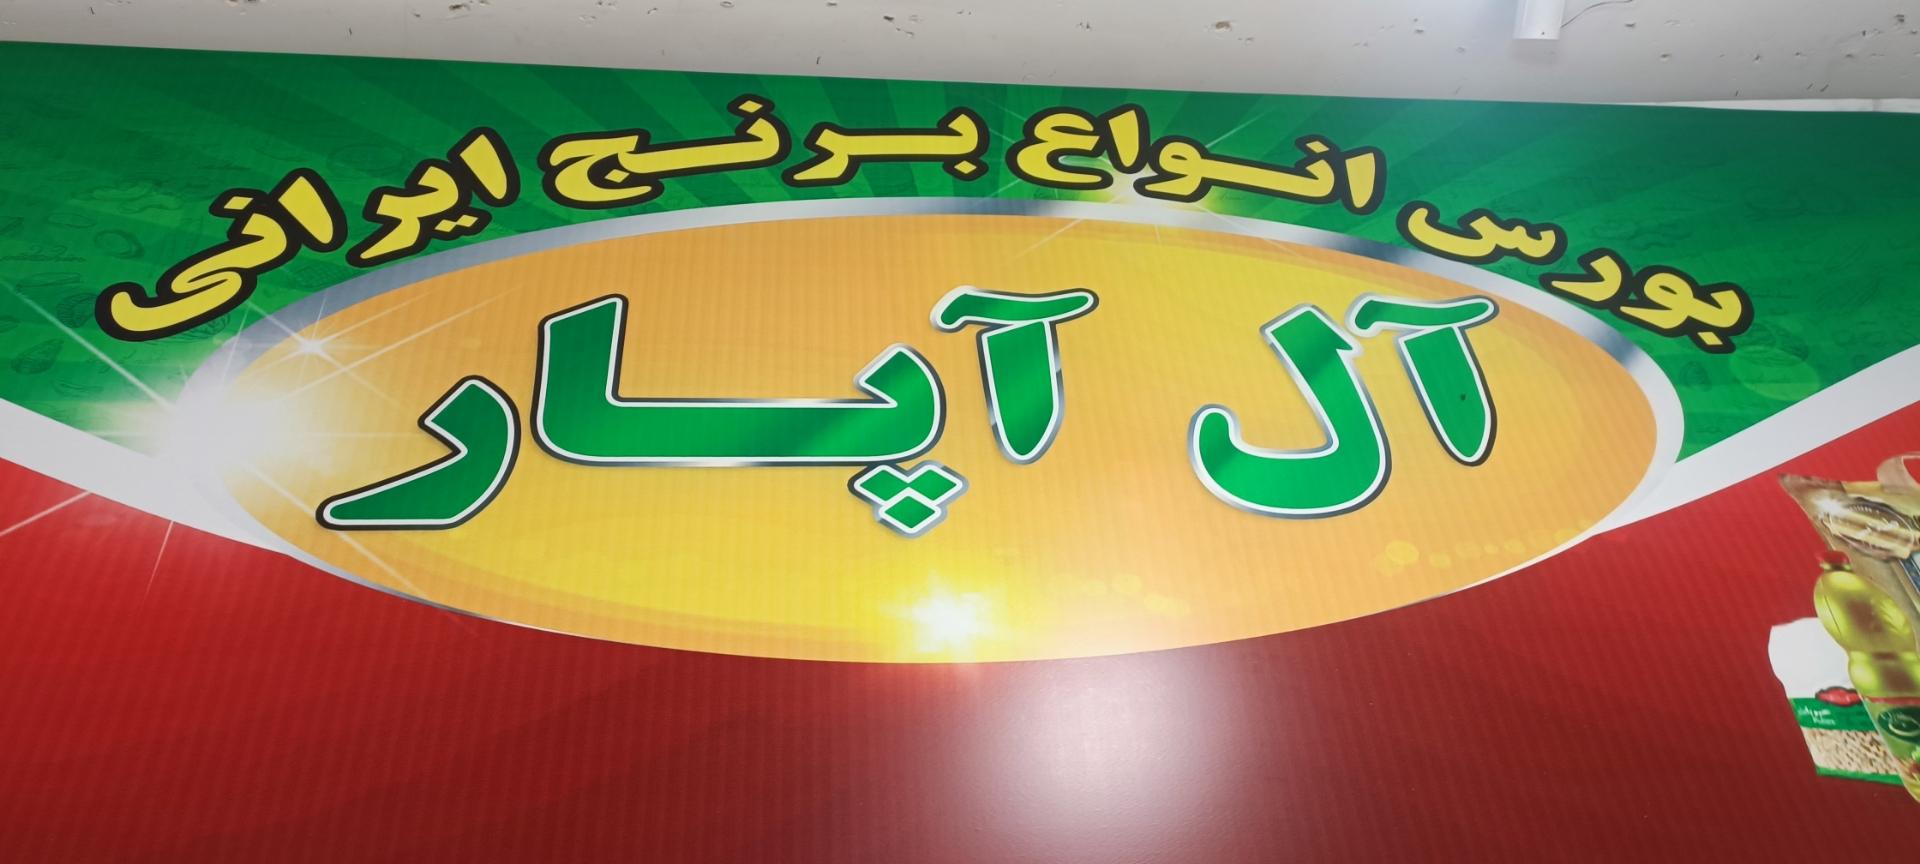 بورس انواع برنج ایرانی
آل آپار